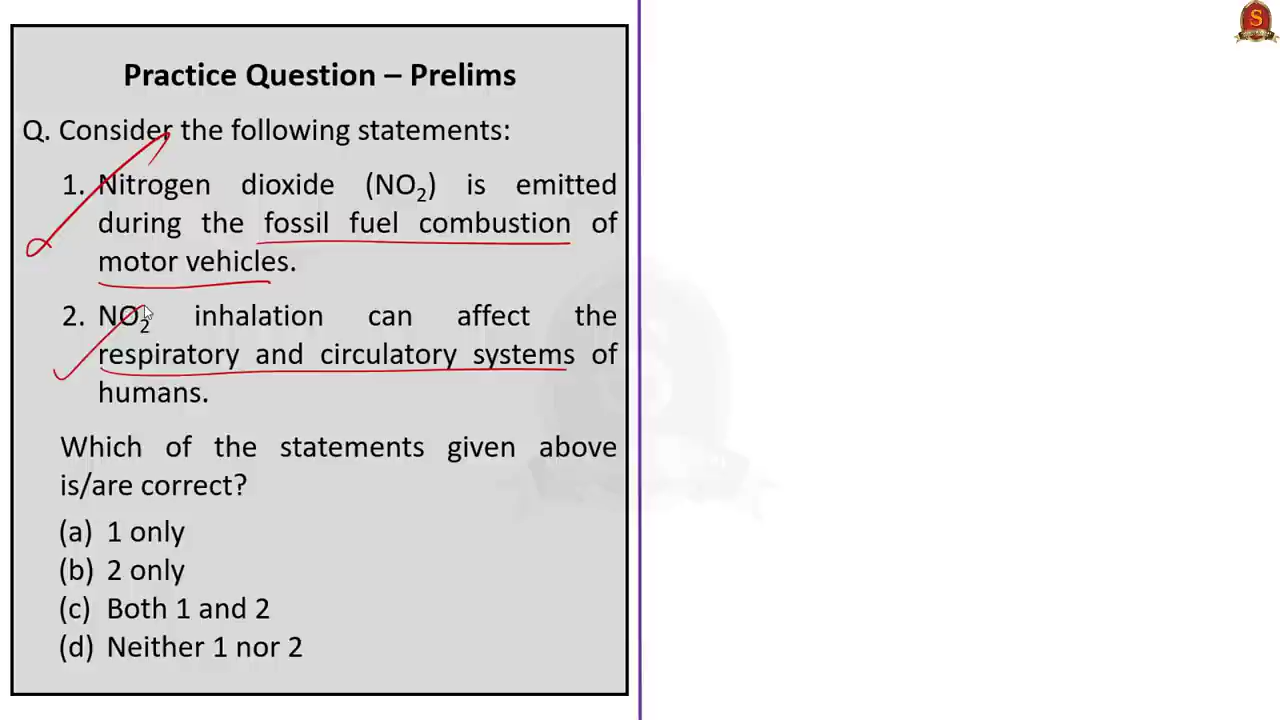 Practice Question – Prelims
Q. Consider the following statements:
1. Nitrogen dioxide (NO₂) is emitted
during the fossil fuel combustion of
motor vehicles.
2. NO₂ inhalation can affect the
respiratory and circulatory systems of
humans.
Which of the statements given above
is/are correct?
(a) 1 only
(b) 2 only
(c) Both 1 and 2
(d) Neither 1 nor 2
S